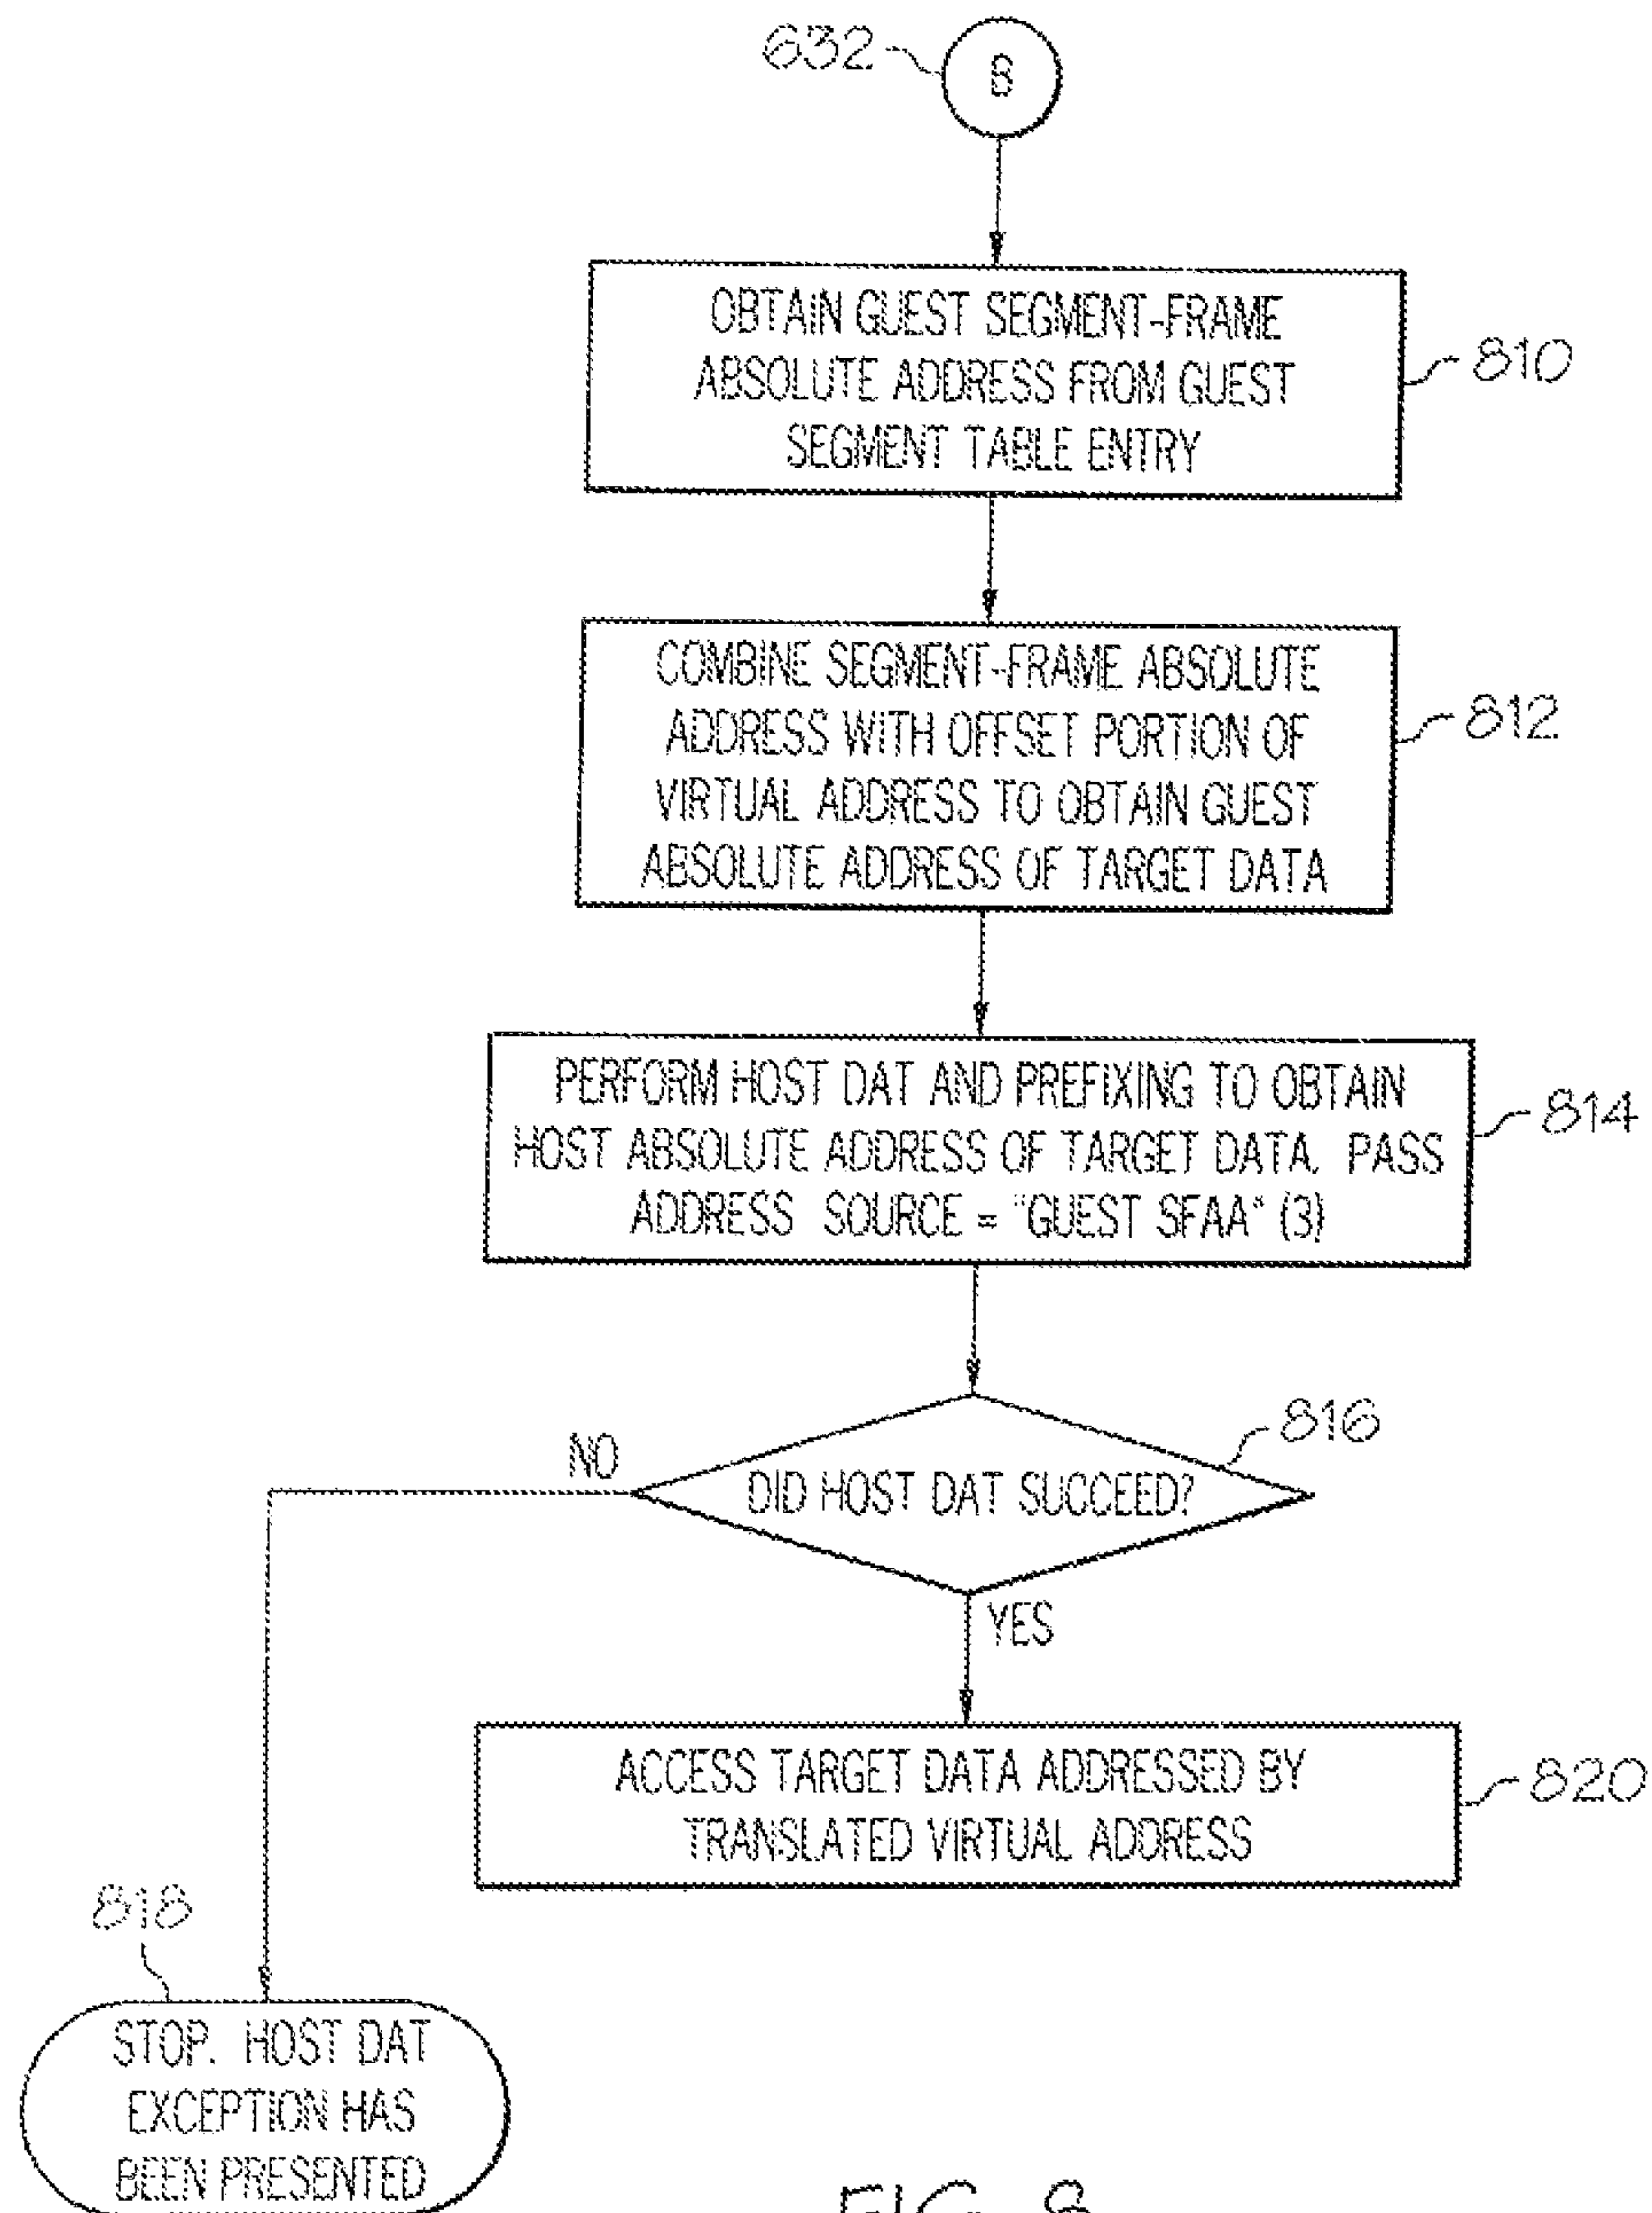 632
B
OBTAIN GUEST SEGMENT-FRAME
ABSOLUTE ADDRESS FROM GUEST
SEGMENT TABLE ENTRY
810
COMBINE SEGMENT-FRAME ABSOLUTE
ADDRESS WITH OFFSET PORTION OF
VIRTUAL ADDRESS TO OBTAIN GUEST
ABSOLUTE ADDRESS OF TARGET DATA
812
PERFORM HOST DAT AND PREFIXING TO OBTAIN
HOST ABSOLUTE ADDRESS OF TARGET DATA. PASS
ADDRESS SOURCE = "GUEST SFAA" (3)
814
816
NO
DID HOST DAT SUCCEED?
YES
ACCESS TARGET DATA ADDRESSED BY
TRANSLATED VIRTUAL ADDRESS
820
818
STOP. HOST DAT
EXCEPTION HAS
BEEN PRESENTED
FIG. 8